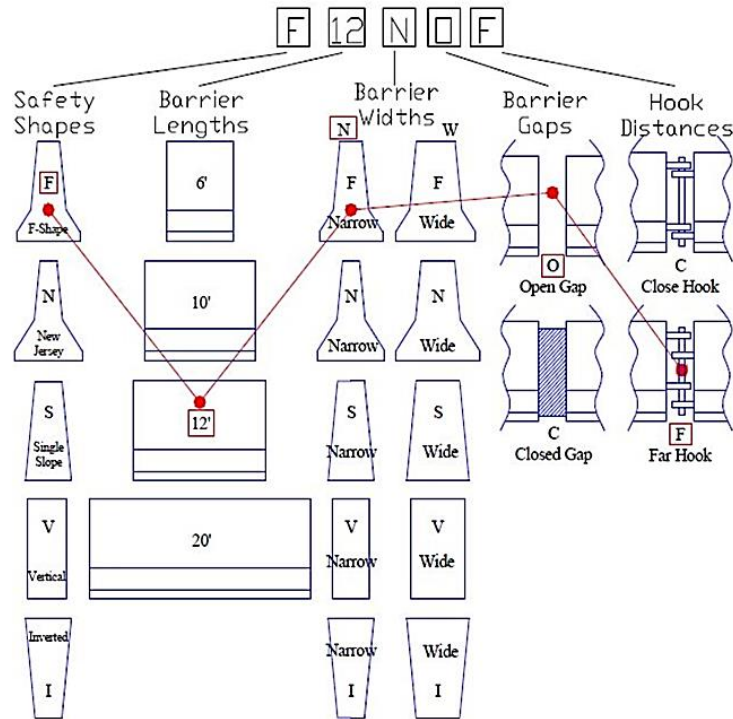 F 12 N O F
Safety Shapes
Barrier Lengths
Barrier Widths
Barrier Gaps
Hook Distances
N
W
F
F-Shape
6'
F
Narrow
F
Wide
O
Open Gap
C
Close Hook
N
New Jersey
10'
N
Narrow
N
Wide
S
Single Slope
12'
S
Narrow
S
Wide
C
Closed Gap
F
Far Hook
V
Vertical
20'
V
Narrow
V
Wide
Inverted
I
Narrow
I
Wide
I